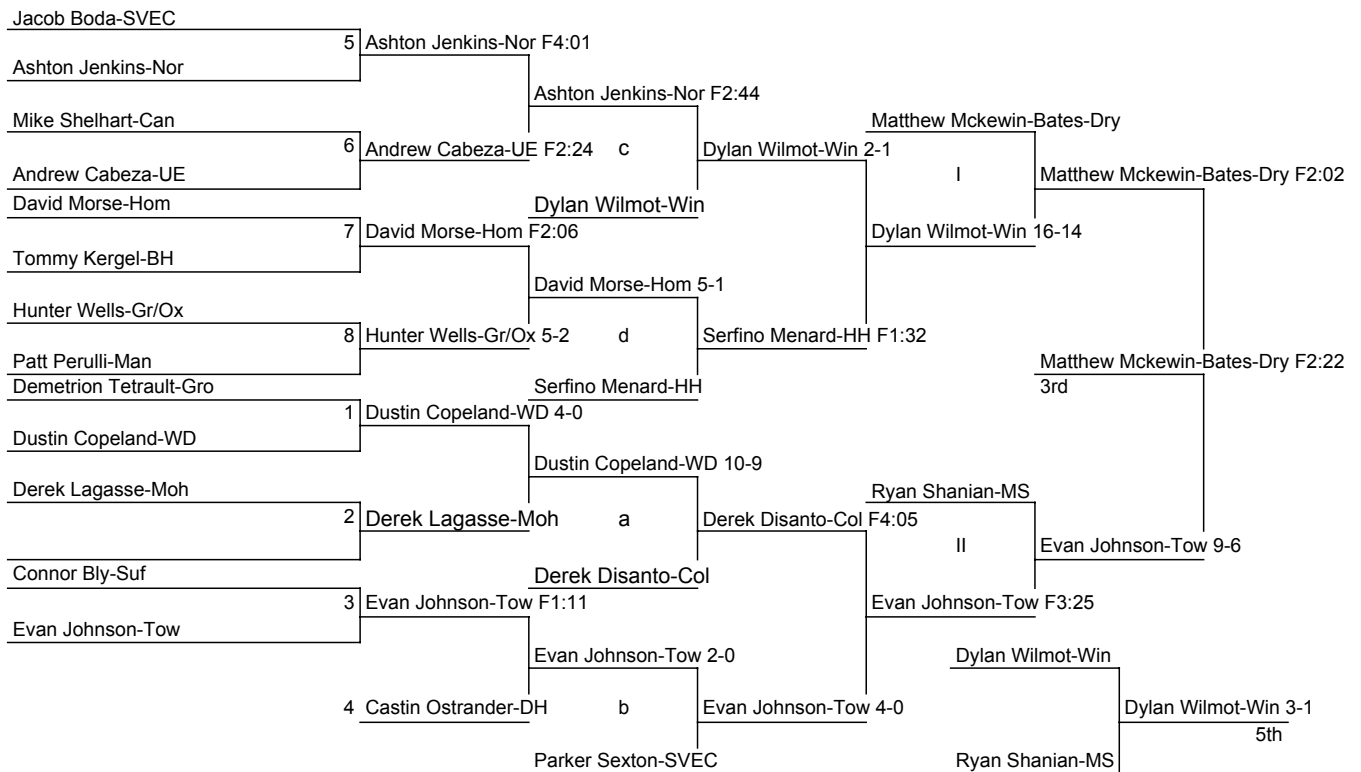 Jacob Boda-SVEC
5 Ashton Jenkins-Nor F4:01
Ashton Jenkins-Nor
Ashton Jenkins-Nor F2:44
Mike Shelhart-Can
Matthew Mckewin-Bates-Dry
6 Andrew Cabeza-UE F2:24
c
Dylan Wilmot-Win 2-1
Andrew Cabeza-UE
I
Matthew Mckewin-Bates-Dry F2:02
David Morse-Hom
Dylan Wilmot-Win
7 David Morse-Hom F2:06
Dylan Wilmot-Win 16-14
Tommy Kergel-BH
David Morse-Hom 5-1
Hunter Wells-Gr/Ox
8 Hunter Wells-Gr/Ox 5-2
d
Serfino Menard-HH F1:32
Patt Perulli-Man
Matthew Mckewin-Bates-Dry F2:22
Demetrion Tetrault-Gro
Serfino Menard-HH
3rd
1 Dustin Copeland-WD 4-0
Dustin Copeland-WD
Dustin Copeland-WD 10-9
Derek Lagasse-Moh
Ryan Shanian-MS
2 Derek Lagasse-Moh
a
Derek Disanto-Col F4:05
II
Evan Johnson-Tow 9-6
Connor Bly-Suf
Derek Disanto-Col
3 Evan Johnson-Tow F1:11
Evan Johnson-Tow F3:25
Evan Johnson-Tow
Evan Johnson-Tow 2-0
Dylan Wilmot-Win
4 Castin Ostrander-DH
b
Evan Johnson-Tow 4-0
Dylan Wilmot-Win 3-1
5th
Parker Sexton-SVEC
Ryan Shanian-MS